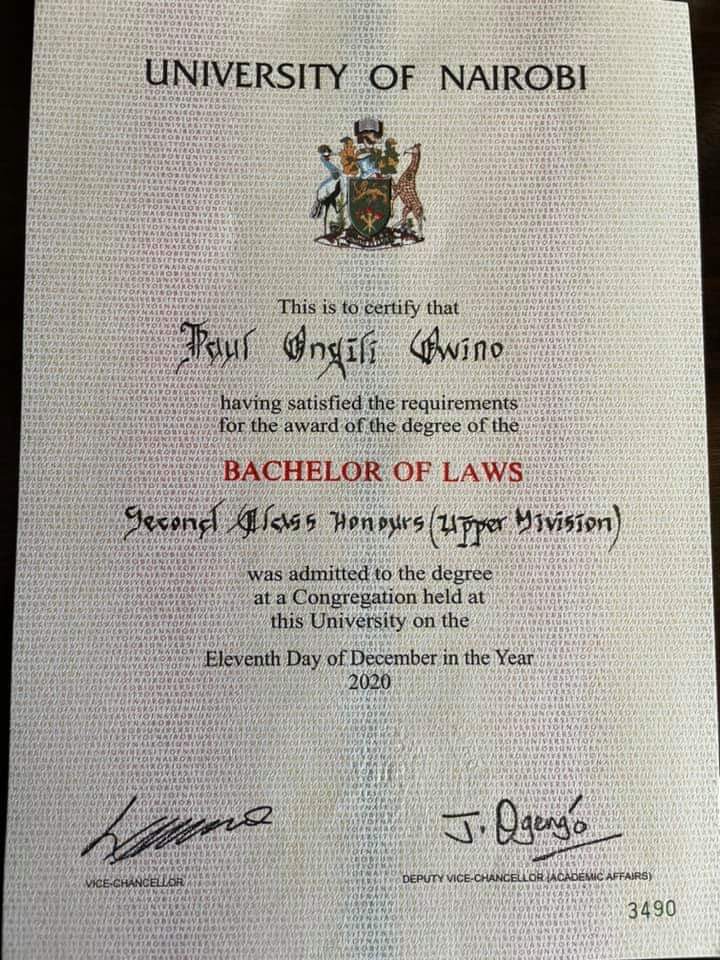 UNIVERSITY OF NAIROBI
This is to certify that
Paul Ongili Owino
having satisfied the requirements
for the award of the degree of the
BACHELOR OF LAWS
Second Class Honours (Upper Division)
was admitted to the degree
at a Congregation held at
this University on the
Eleventh Day of December in the Year
2020
J. Ogeng'o
VICE-CHANCELLOR
DEPUTY VICE-CHANCELLOR (ACADEMIC AFFAIRS)
3490